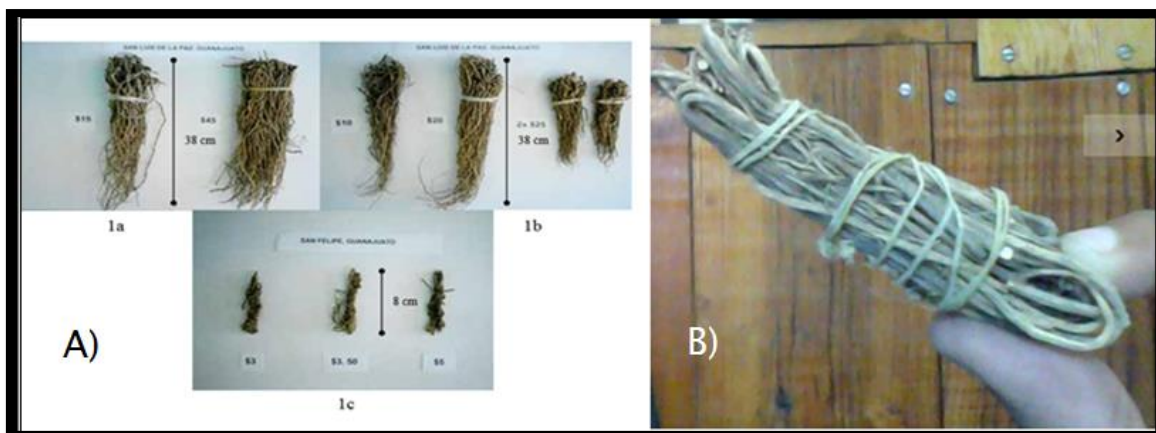 SAN LUIS DE LA PAZ, GUANAJUATO
$15
$45
38 cm
1a
SAN LUIS DE LA PAZ, GUANAJUATO
$10
$20
2x $25
38 cm
1b
SAN FELIPE, GUANAJUATO
8 cm
$3
$3, 50
$5
1c
A)
B)